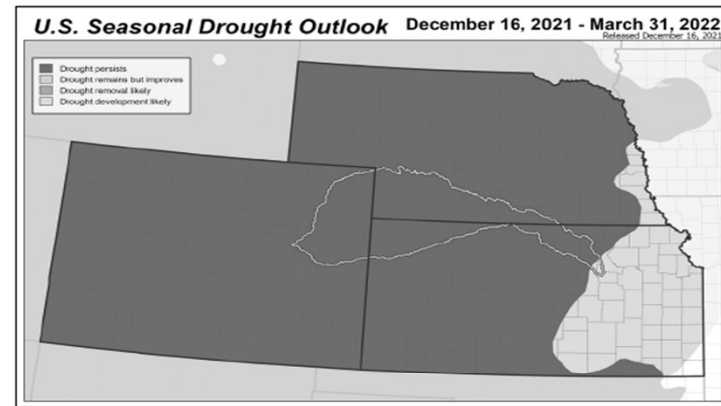 U.S. Seasonal Drought Outlook December 16, 2021 - March 31, 2022
Released December 16, 2021
Drought persists
Drought remains but improves
Drought removal likely
Drought development likely